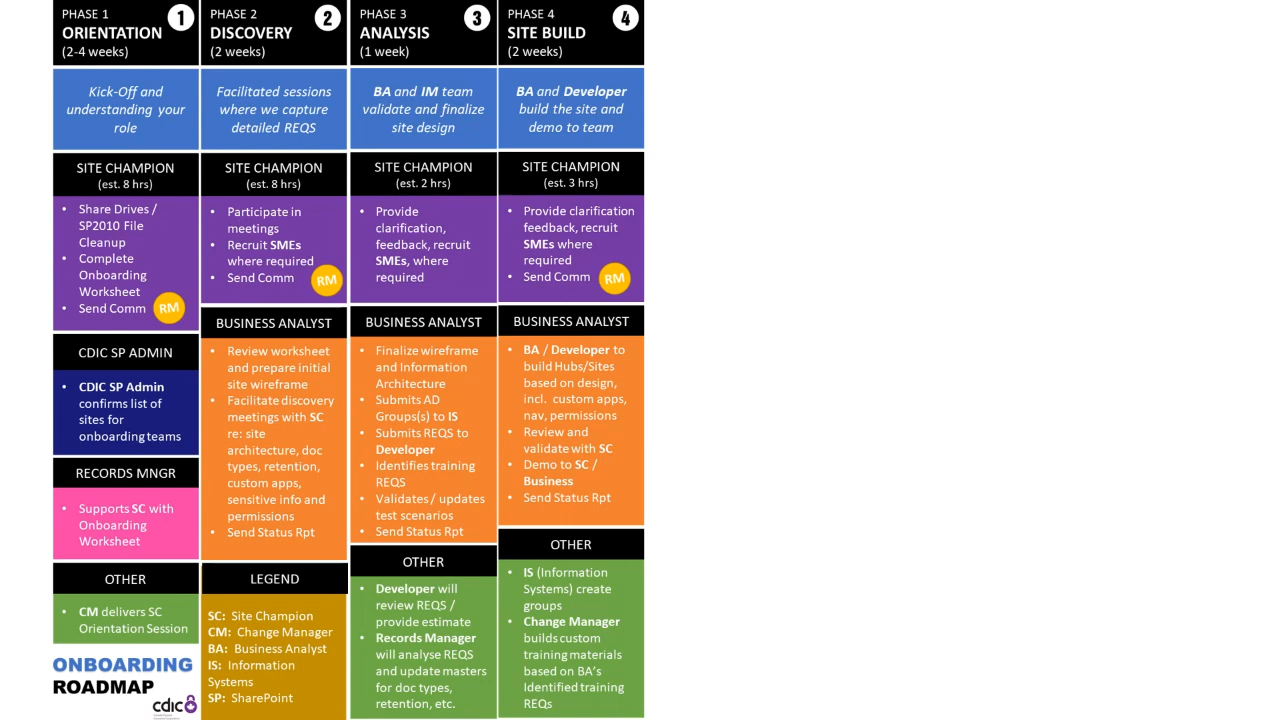 PHASE 1
ORIENTATION
(2-4 weeks)
1
Kick-Off and
understanding your
role
SITE CHAMPION
(est. 8 hrs)
• Share Drives /
SP2010 File
Cleanup
• Complete
Onboarding
Worksheet
• Send Comm
RM
CDIC SP ADMIN
• CDIC SP Admin
confirms list of
sites for
onboarding teams
RECORDS MNGR
• Supports SC with
Onboarding
Worksheet
OTHER
• CM delivers SC
Orientation Session
ONBOARDING
ROADMAP
cdic
PHASE 2
DISCOVERY
(2 weeks)
2
Facilitated sessions
where we capture
detailed REQS
SITE CHAMPION
(est. 8 hrs)
• Participate in
meetings
• Recruit SMEs
where required
• Send Comm
RM
BUSINESS ANALYST
• Review worksheet
and prepare initial
site wireframe
• Facilitate discovery
meetings with SC
re: site
architecture, doc
types, retention,
custom apps,
sensitive info and
permissions
• Send Status Rpt
LEGEND
SC: Site Champion
CM: Change Manager
BA: Business Analyst
IS: Information
Systems
SP: SharePoint
PHASE 3
ANALYSIS
(1 week)
3
BA and IM team
validate and finalize
site design
SITE CHAMPION
(est. 2 hrs)
• Provide
clarification,
feedback, recruit
SMEs, where
required
BUSINESS ANALYST
• Finalize wireframe
and Information
Architecture
• Submits AD
Groups(s) to IS
• Submits REQS to
Developer
• Identifies training
REQS
• Validates / updates
test scenarios
• Send Status Rpt
OTHER
• Developer will
review REQS /
provide estimate
• Records Manager
will analyse REQS
and update masters
for doc types,
retention, etc.
PHASE 4
SITE BUILD
(2 weeks)
4
BA and Developer
build the site and
demo to team
SITE CHAMPION
(est. 3 hrs)
• Provide clarification
feedback, recruit
SMEs where
required
• Send Comm
RM
BUSINESS ANALYST
• BA / Developer to
build Hubs/Sites
based on design,
incl. custom apps,
nav, permissions
• Review and
validate with SC
• Demo to SC /
Business
• Send Status Rpt
OTHER
• IS (Information
Systems) create
groups
• Change Manager
builds custom
training materials
based on BA's
Identified training
REQs